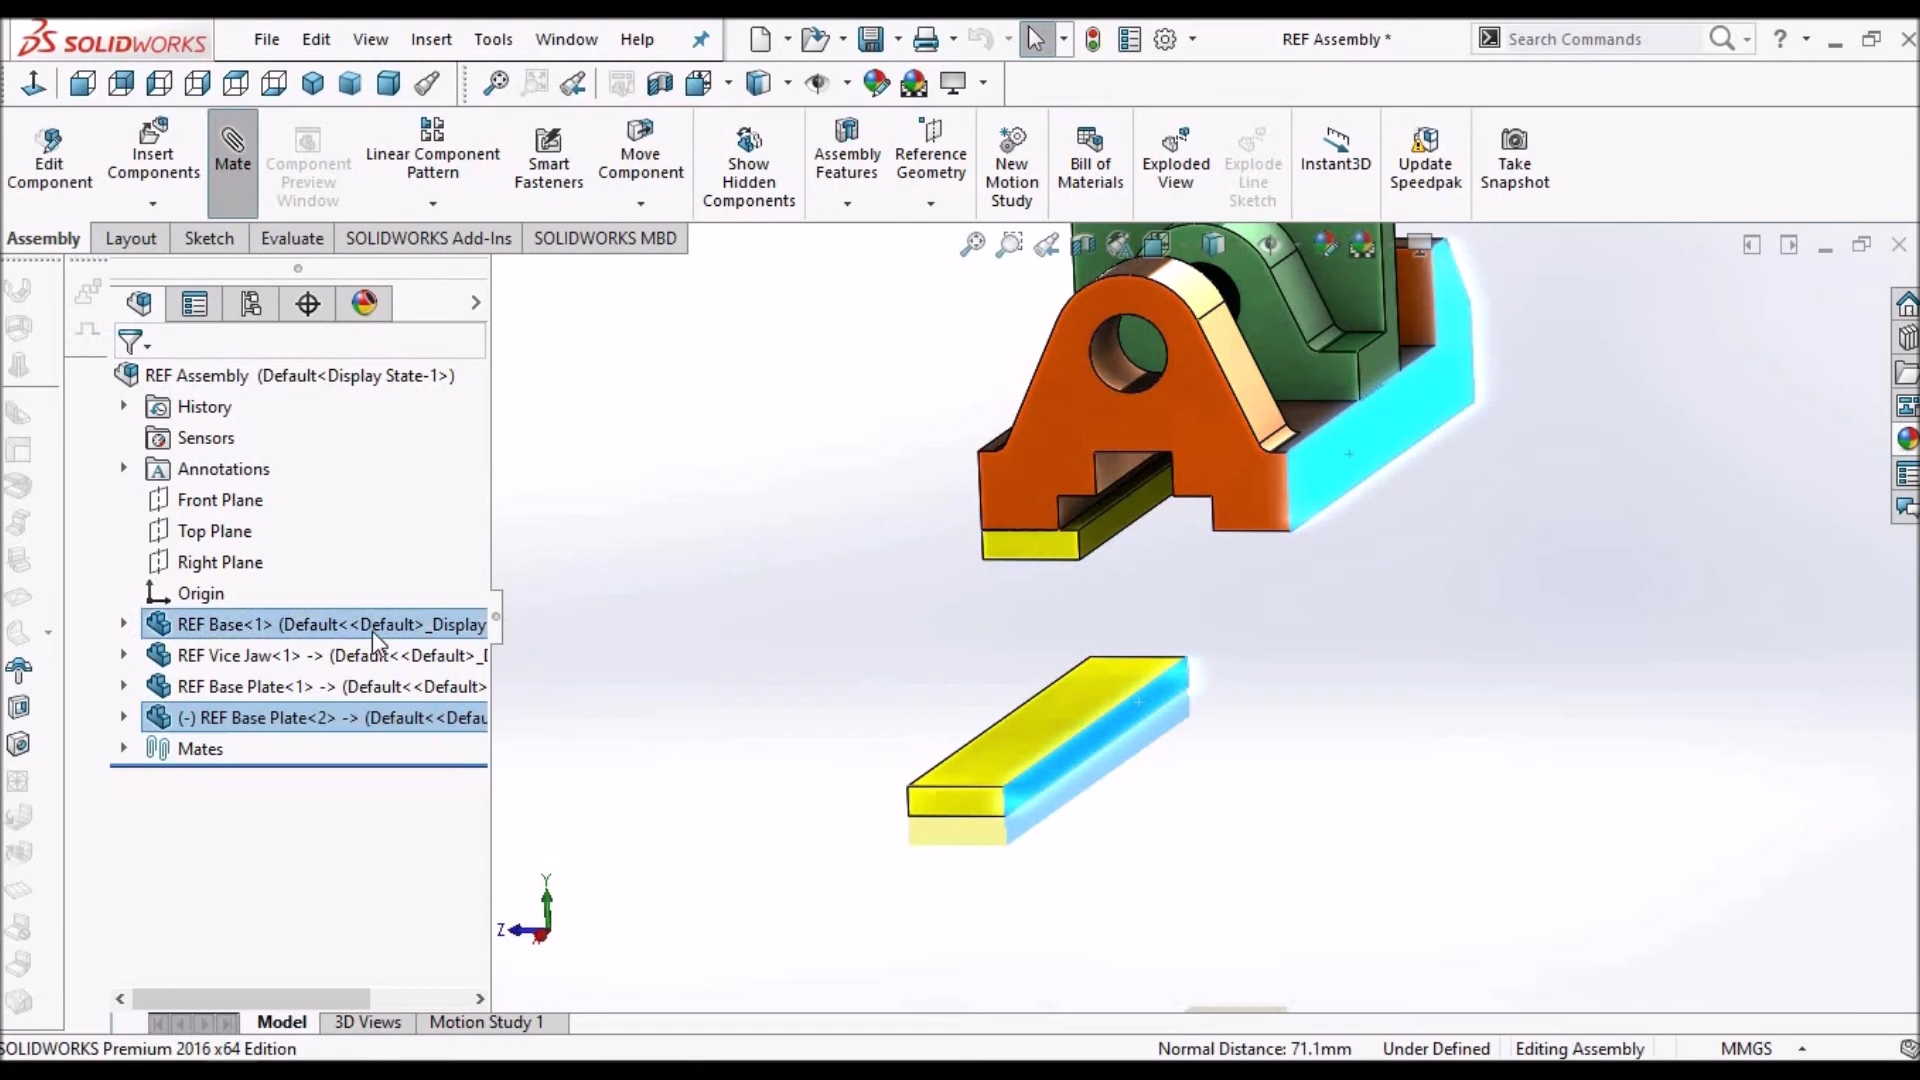 SOLIDWORKS File Edit View Insert Tools Window Help REF Assembly * Search Commands ?
Edit Component
Insert Components
Mate
Component Preview Window
Linear Component Pattern
Smart Fasteners
Move Component
Show Hidden Components
Assembly Features
Reference Geometry
New Motion Study
Bill of Materials
Exploded View
Explode Line Sketch
Instant3D
Update Speedpak
Take Snapshot
Assembly Layout Sketch Evaluate SOLIDWORKS Add-Ins SOLIDWORKS MBD
REF Assembly (Default<Display State-1>)
History
Sensors
Annotations
Front Plane
Top Plane
Right Plane
Origin
REF Base<1> (Default<<Default>_Display
REF Vice Jaw<1> -> (Default<<Default>_D
REF Base Plate<1> -> (Default<<Default>
(-) REF Base Plate<2> -> (Default<<Defau
Mates
Y
Z
Model 3D Views Motion Study 1
SOLIDWORKS Premium 2016 x64 Edition Normal Distance: 71.1mm Under Defined Editing Assembly MMGS